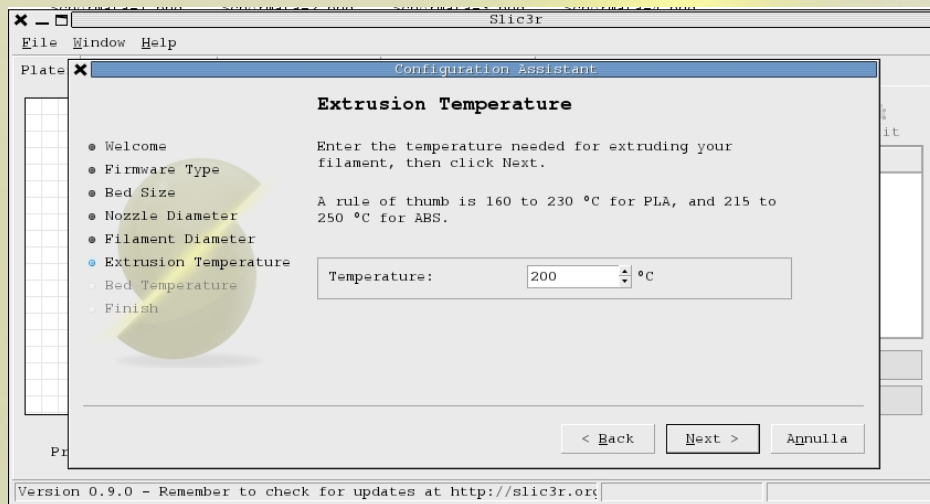 Slic3r
File Window Help
Plate
Configuration Assistant
Extrusion Temperature
Welcome
Firmware Type
Bed Size
Nozzle Diameter
Filament Diameter
Extrusion Temperature
Bed Temperature
Finish
Enter the temperature needed for extruding your
filament, then click Next.
A rule of thumb is 160 to 230 °C for PLA, and 215 to
250 °C for ABS.
Temperature: 200 °C
< Back Next > Annulla
it
Pr
Version 0.9.0 - Remember to check for updates at http://slic3r.org